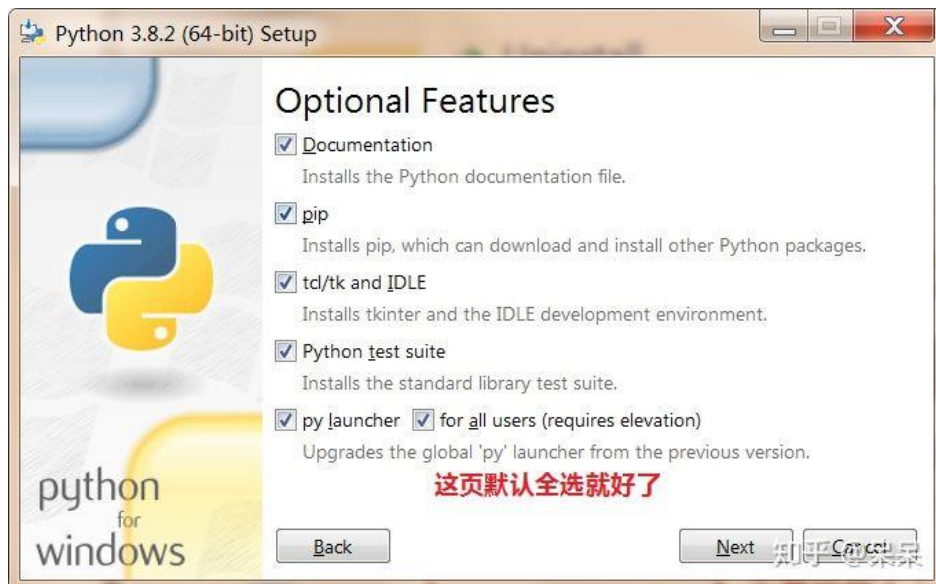 Python 3.8.2 (64-bit) Setup
Optional Features
Documentation
Installs the Python documentation file.
pip
Installs pip, which can download and install other Python packages.
tcl/tk and IDLE
Installs tkinter and the IDLE development environment.
Python test suite
Installs the standard library test suite.
py launcher for all users (requires elevation)
Upgrades the global 'py' launcher from the previous version.
这页默认全选就好了
python
for
windows
Back
Next
Cancel
知乎 @呆呆